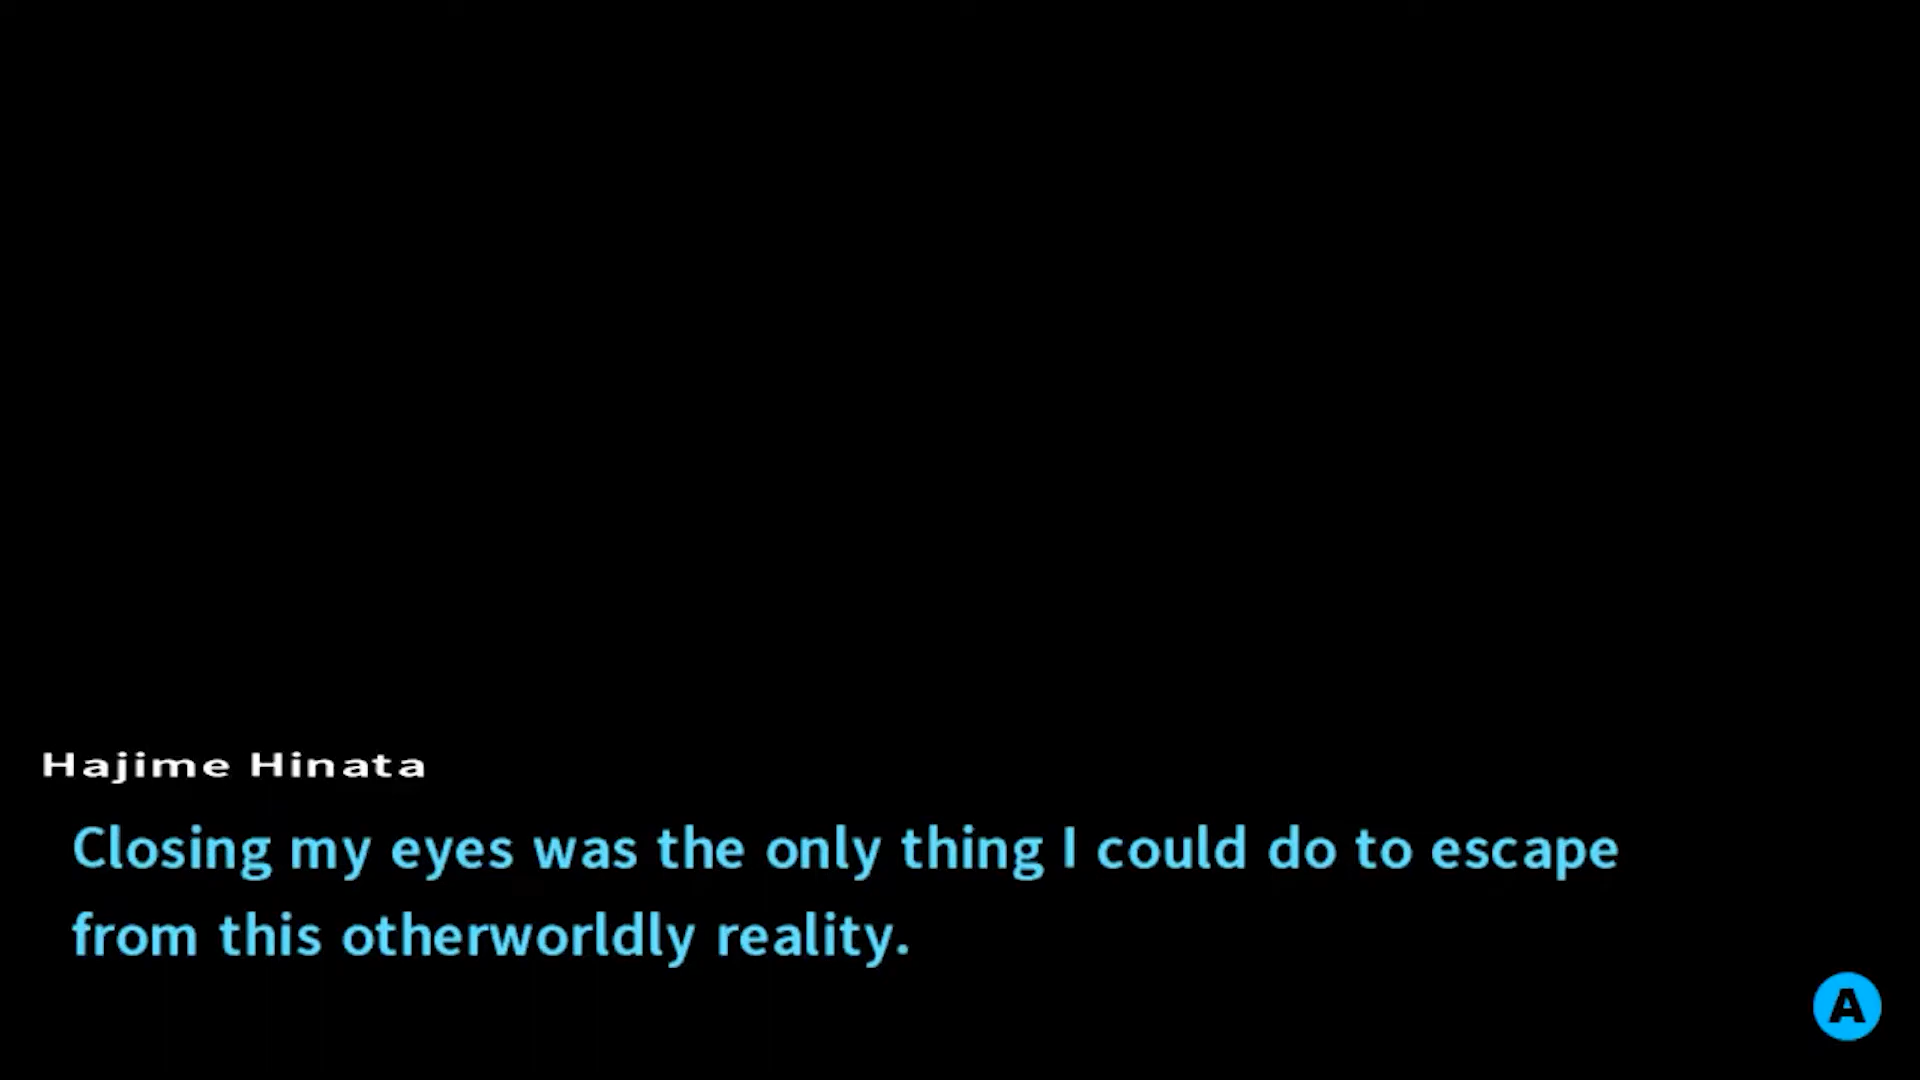 Hajime Hinata
Closing my eyes was the only thing I could do to escape
from this otherworldly reality.
A